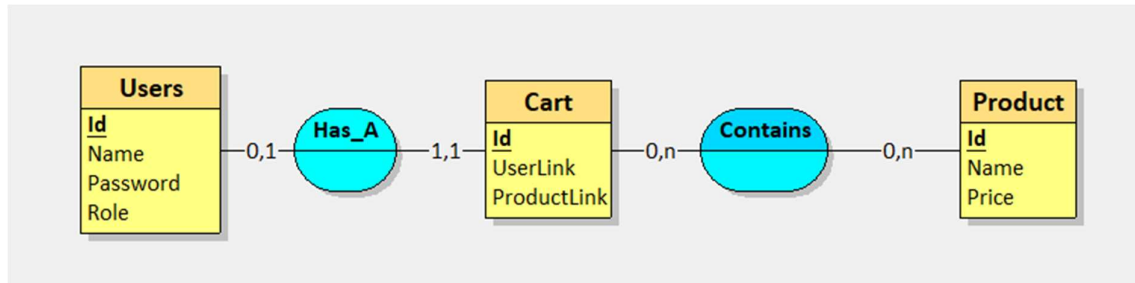 Users
Id
Name
Password
Role
0,1
Has_A
1,1
Cart
Id
UserLink
ProductLink
0,n
Contains
0,n
Product
Id
Name
Price